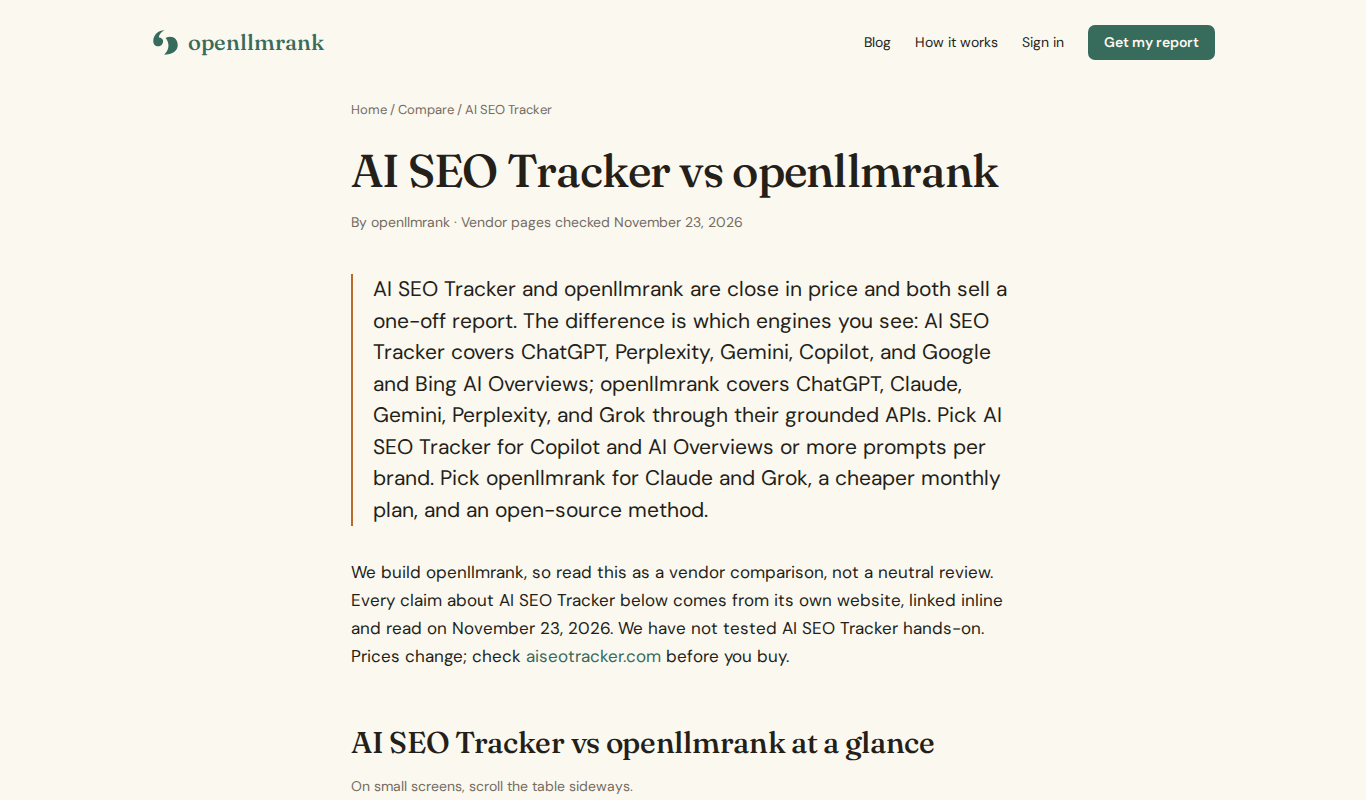 openllmrank
Blog
How it works
Sign in
Get my report
Home / Compare / AI SEO Tracker
AI SEO Tracker vs openllmrank
By openllmrank · Vendor pages checked November 23, 2026
AI SEO Tracker and openllmrank are close in price and both sell a
one-off report. The difference is which engines you see: AI SEO
Tracker covers ChatGPT, Perplexity, Gemini, Copilot, and Google
and Bing AI Overviews; openllmrank covers ChatGPT, Claude,
Gemini, Perplexity, and Grok through their grounded APIs. Pick AI
SEO Tracker for Copilot and AI Overviews or more prompts per
brand. Pick openllmrank for Claude and Grok, a cheaper monthly
plan, and an open-source method.
We build openllmrank, so read this as a vendor comparison, not a neutral review.
Every claim about AI SEO Tracker below comes from its own website, linked inline
and read on November 23, 2026. We have not tested AI SEO Tracker hands-on.
Prices change; check aiseotracker.com before you buy.
AI SEO Tracker vs openllmrank at a glance
On small screens, scroll the table sideways.